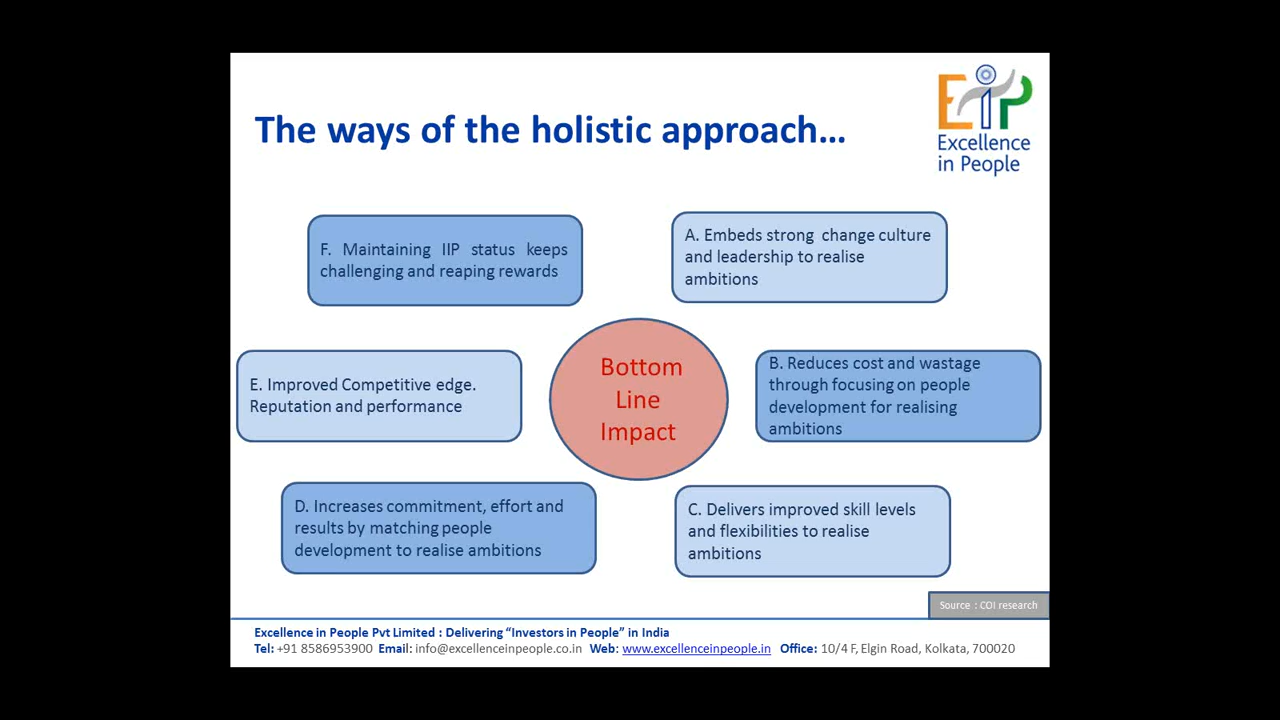 The ways of the holistic approach...
EiP
Excellence
in People
F. Maintaining IIP status keeps
challenging and reaping rewards
A. Embeds strong change culture
and leadership to realise
ambitions
E. Improved Competitive edge.
Reputation and performance
Bottom
Line
Impact
B. Reduces cost and wastage
through focusing on people
development for realising
ambitions
D. Increases commitment, effort and
results by matching people
development to realise ambitions
C. Delivers improved skill levels
and flexibilities to realise
ambitions
Source : COI research
Excellence in People Pvt Limited : Delivering “Investors in People” in India
Tel: +91 8586953900 Email: info@excellenceinpeople.co.in Web: www.excellenceinpeople.in Office: 10/4 F, Elgin Road, Kolkata, 700020